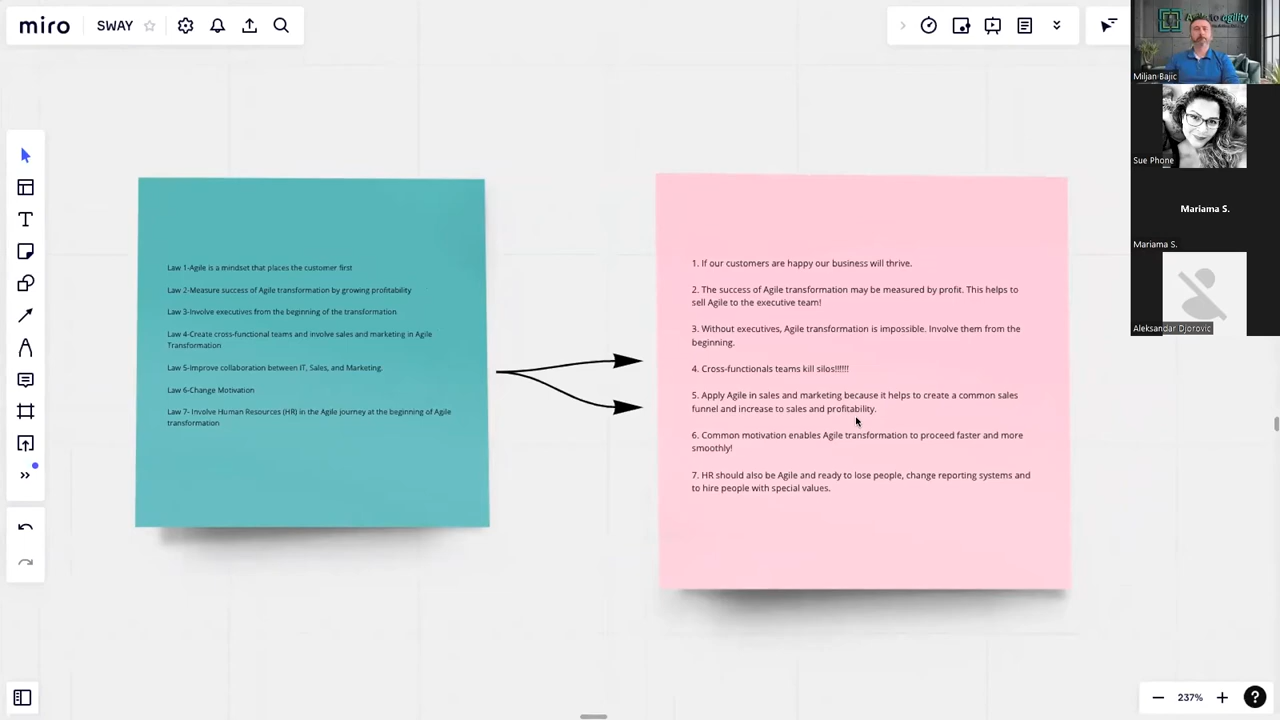 miro
SWAY
Law 1-Agile is a mindset that places the customer first
Law 2-Measure success of Agile transformation by growing profitability
Law 3-Involve executives from the beginning of the transformation
Law 4-Create cross-functional teams and involve sales and marketing in Agile
Transformation
Law 5-Improve collaboration between IT, Sales, and Marketing.
Law 6-Change Motivation
Law 7- Involve Human Resources (HR) in the Agile journey at the beginning of Agile
transformation
1. If our customers are happy our business will thrive.
2. The success of Agile transformation may be measured by profit. This helps to
sell Agile to the executive team!
3. Without executives, Agile transformation is impossible. Involve them from the
beginning.
4. Cross-functionals teams kill silos!!!!!!
5. Apply Agile in sales and marketing because it helps to create a common sales
funnel and increase to sales and profitability.
6. Common motivation enables Agile transformation to proceed faster and more
smoothly!
7. HR should also be Agile and ready to lose people, change reporting systems and
to hire people with special values.
agility
Miljan Bajic
Sue Phone
Mariama S.
Mariama S.
Aleksandar Djorovic
237%